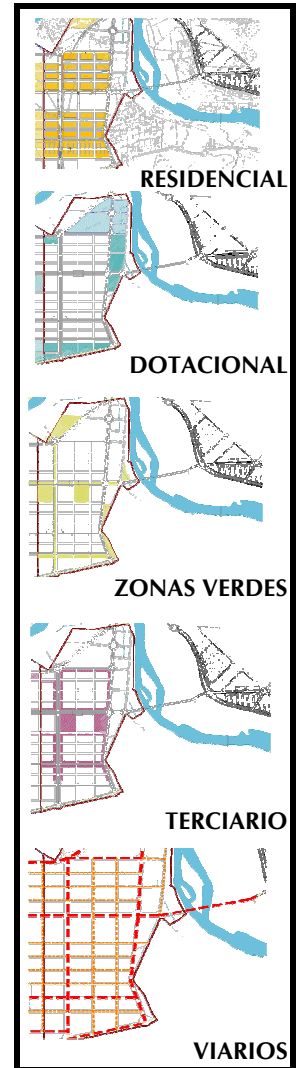 RESIDENCIAL
DOTACIONAL
ZONAS VERDES
TERCIARIO
VIARIOS